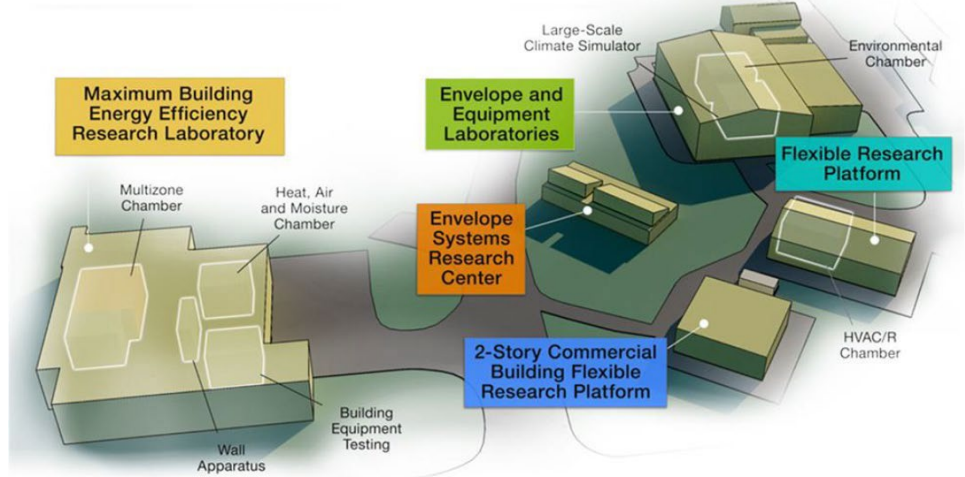 Large-Scale
Climate Simulator
Environmental
Chamber
Maximum Building
Energy Efficiency
Research Laboratory
Envelope and
Equipment
Laboratories
Flexible Research
Platform
Multizone
Chamber
Heat, Air
and Moisture
Chamber
Envelope
Systems
Research
Center
HVAC/R
Chamber
2-Story Commercial
Building Flexible
Research Platform
Building
Equipment
Testing
Wall
Apparatus